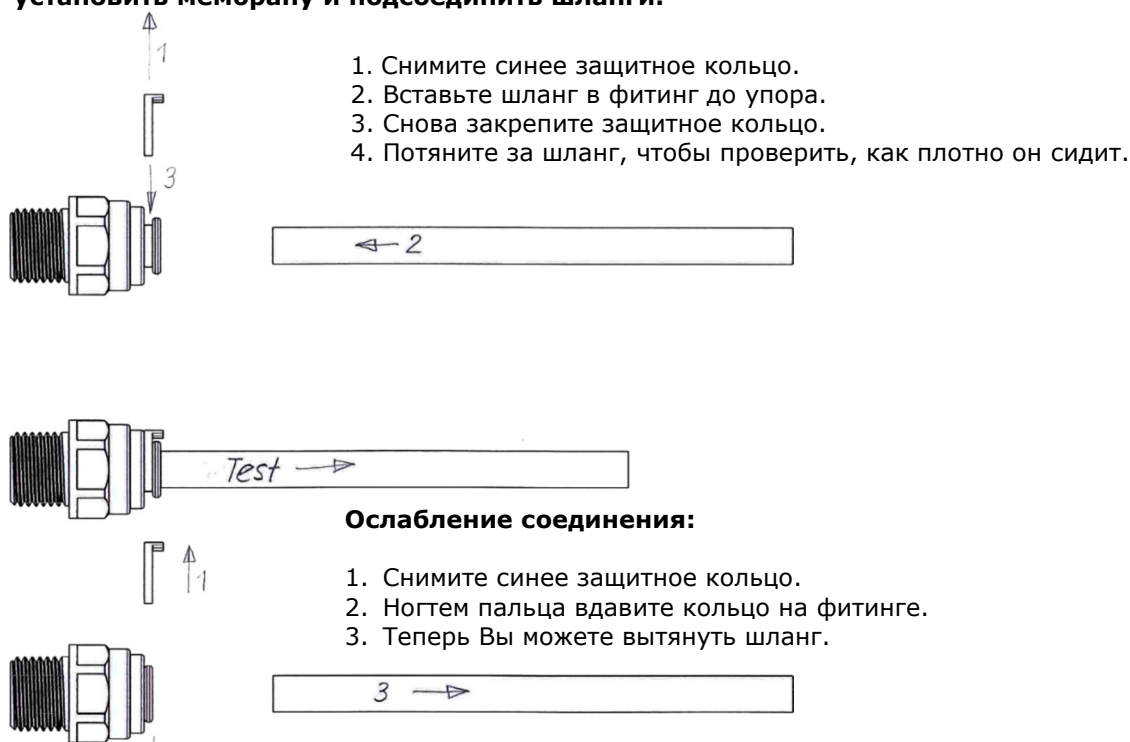 установить мембрану и подсоединить шланги:
1
1. Снимите синее защитное кольцо.
2. Вставьте шланг в фитинг до упора.
3. Снова закрепите защитное кольцо.
4. Потяните за шланг, чтобы проверить, как плотно он сидит.
3
2
Test
Ослабление соединения:
1
1. Снимите синее защитное кольцо.
2. Ногтем пальца вдавите кольцо на фитинге.
3. Теперь Вы можете вытянуть шланг.
3